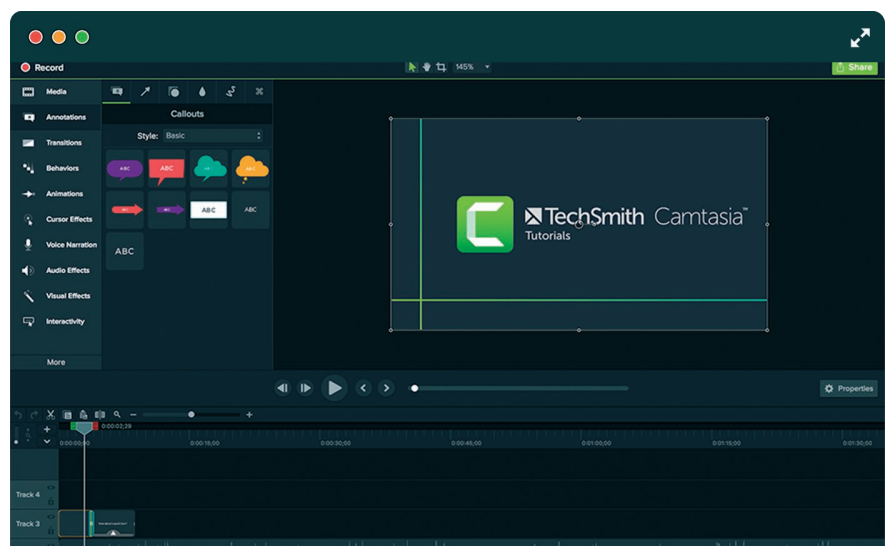 Record
145%
Share
Media
Annotations
Transitions
Behaviors
Animations
Cursor Effects
Voice Narration
Audio Effects
Visual Effects
Interactivity
More
Callouts
Style: Basic
ABC ABC ABC
ABC ABC
ABC
TechSmith Camtasia™
Tutorials
Properties
0:00:02;29
0:00:00;00 0:00:15;00 0:00:30;00 0:00:45;00 0:01:00;00 0:01:15;00 0:01:30;00
Track 4
Track 3